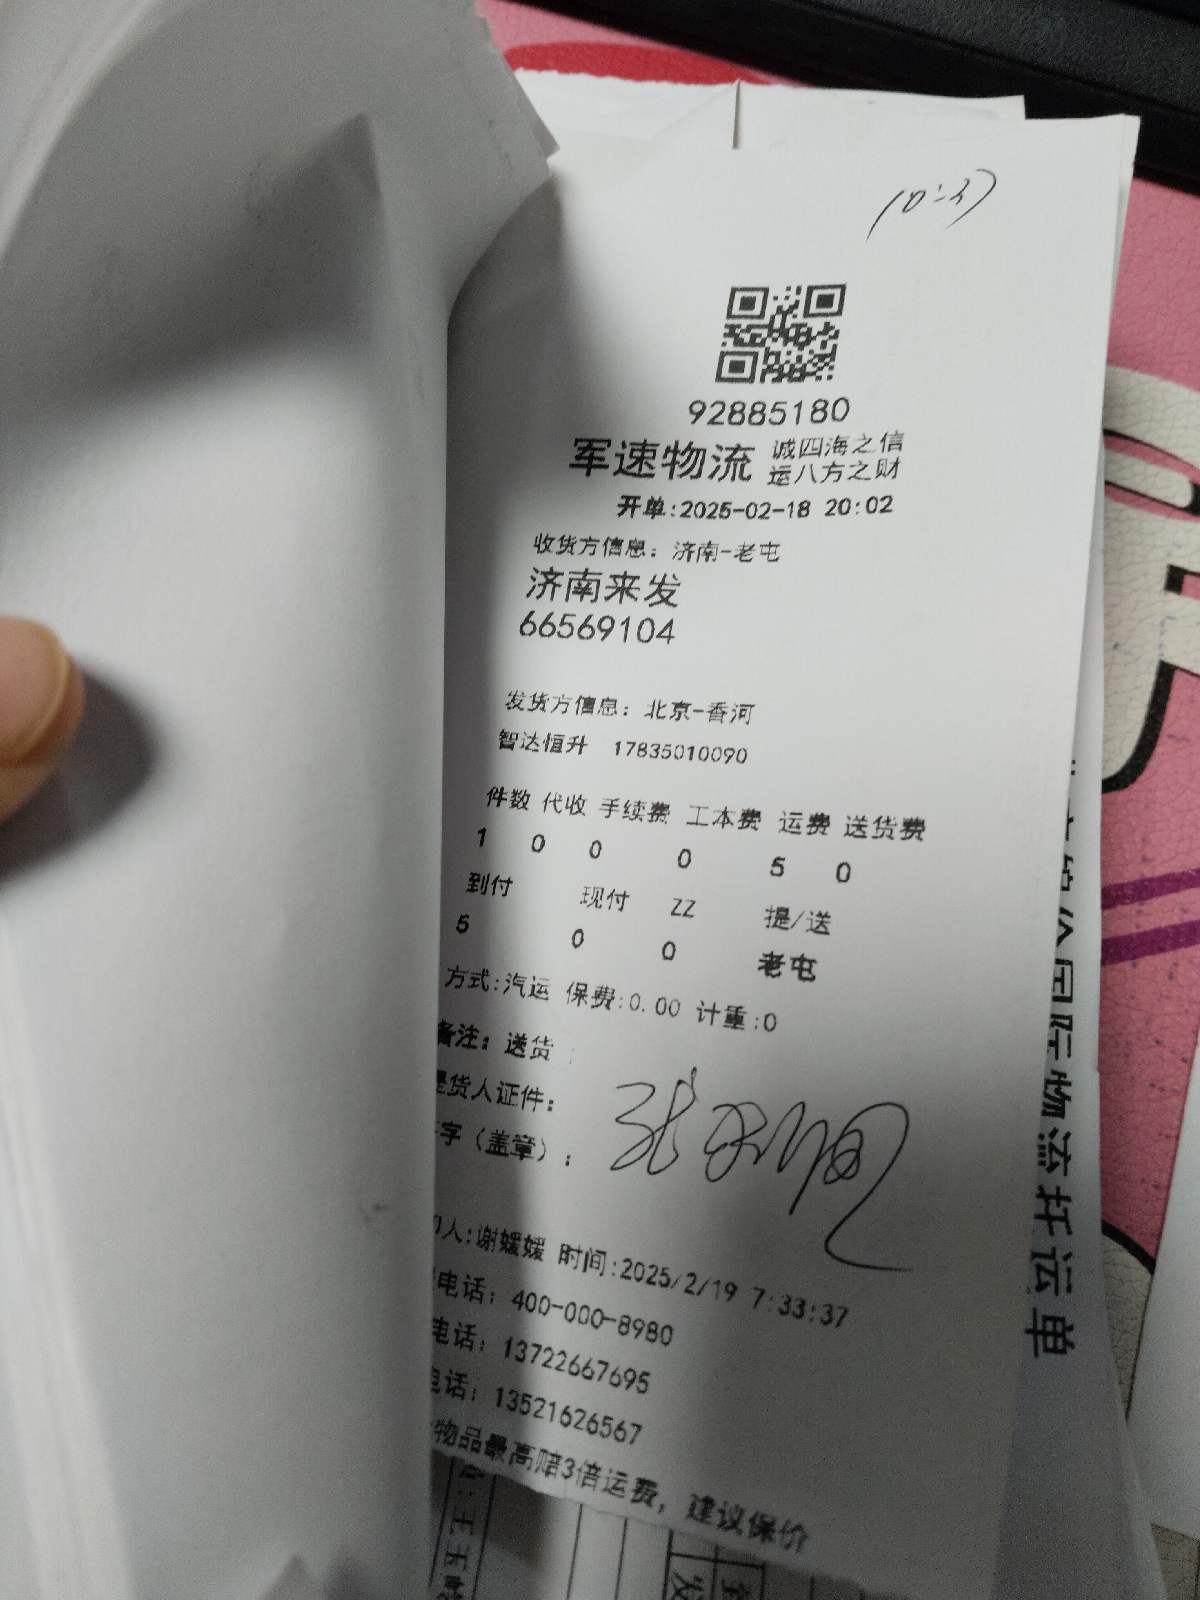 92885180
军速物流 诚四海之信
运八方之财
开单:2025-02-18 20:02
收货方信息: 济南-老屯
济南来发
66569104
发货方信息: 北京-香河
智达恒升 17835010090
件数 代收 手续费 工本费 运费 送货费
1 0 0 0 5 0
到付 现付 ZZ 提/送
5 0 0 老屯
方式:汽运 保费:0.00 计重:0
备注: 送货 ;
货人证件:
字 (盖章) :
人:谢媛媛 时间:2025/2/19 7:33:37
电话: 400-000-8980
电话: 13722667695
电话: 13521626567
物品最高赔3倍运费, 建议保价
国际物流托运单